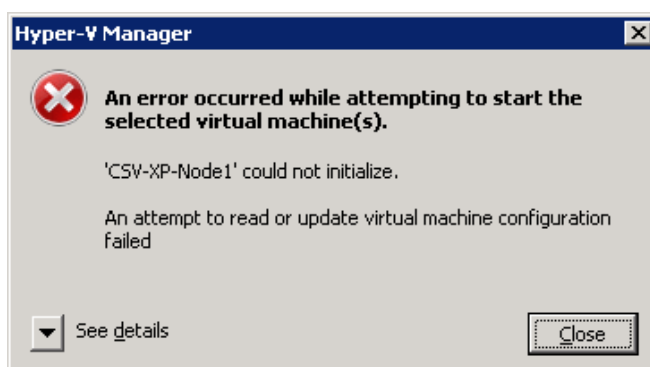 Hyper-V Manager
An error occurred while attempting to start the
selected virtual machine(s).
'CSV-XP-Node1' could not initialize.
An attempt to read or update virtual machine configuration
failed
See details
Close